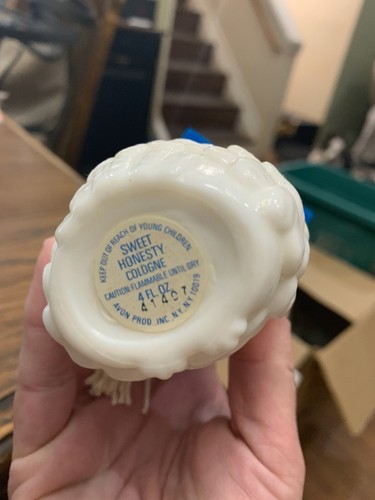 KEEP OUT OF REACH OF YOUNG CHILDREN
SWEET
HONESTY
COLOGNE
CAUTION: FLAMMABLE UNTIL DRY
4 FL. OZ.
AVON PROD. INC. N.Y., N.Y. 10019